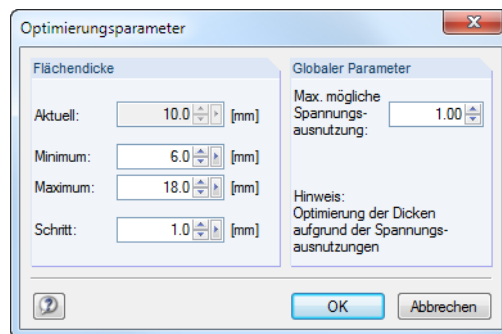 Optimierungsparameter
Flächendicke
Aktuell: 10.0 [mm]
Minimum: 6.0 [mm]
Maximum: 18.0 [mm]
Schritt: 1.0 [mm]
Globaler Parameter
Max. mögliche
Spannungs-
ausnutzung: 1.00
Hinweis:
Optimierung der Dicken
aufgrund der Spannungs-
ausnutzungen
OK
Abbrechen